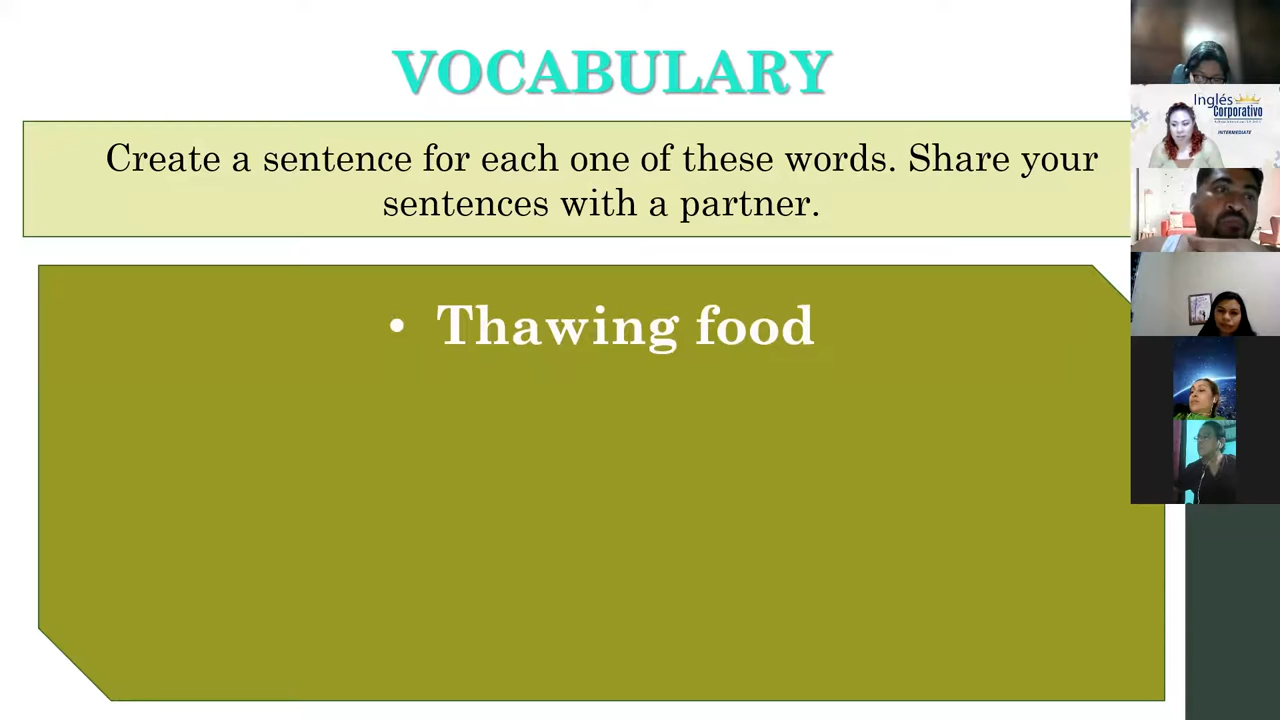 VOCABULARY
Create a sentence for each one of these words. Share your
sentences with a partner.
• Thawing food
Inglés
Corporativo
INTERMEDIATE